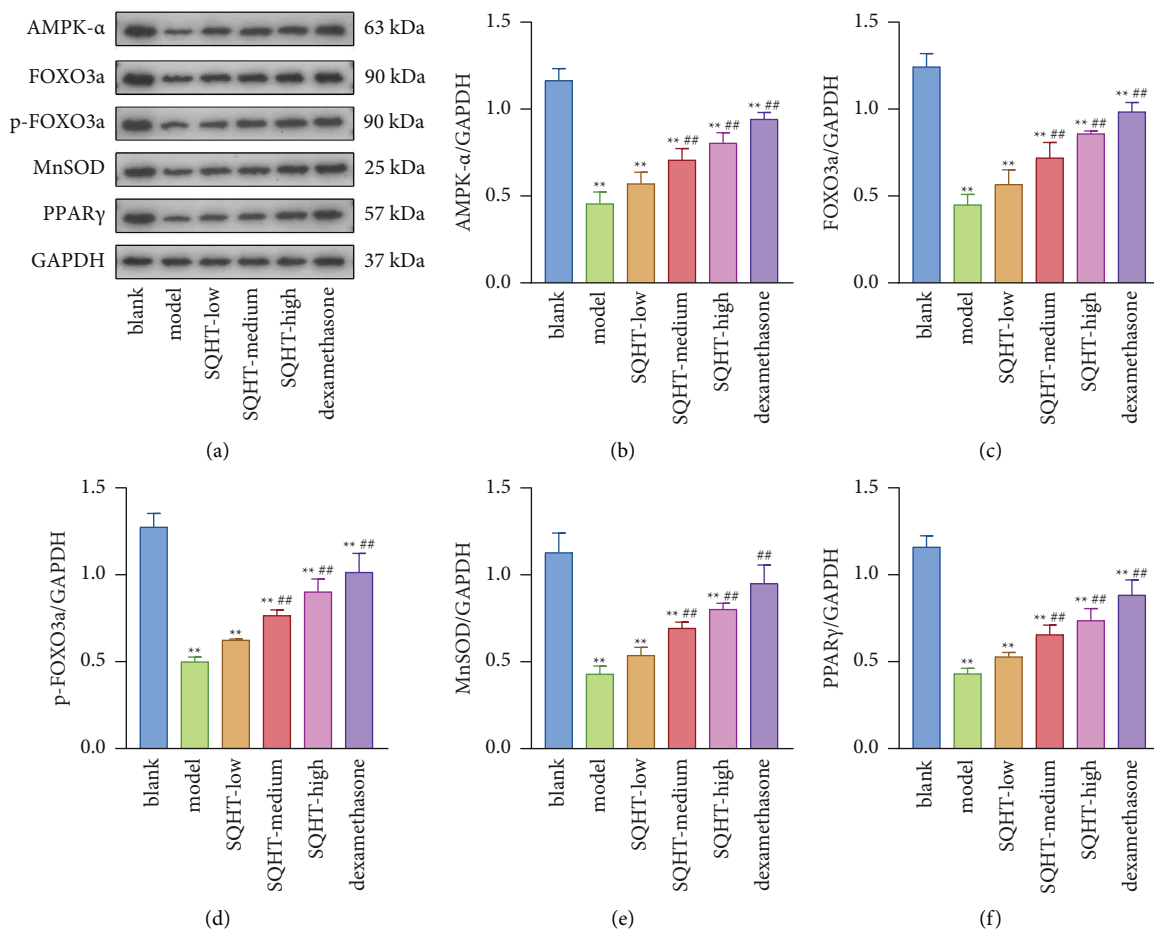 AMPK-α 63 kDa
FOXO3a 90 kDa
p-FOXO3a 90 kDa
MnSOD 25 kDa
PPARγ 57 kDa
GAPDH 37 kDa
blank
model
SQHT-low
SQHT-medium
SQHT-high
dexamethasone
(a)
AMPK-α/GAPDH
1.5
1.0
0.5
0.0
**
**
** ##
** ##
** ##
blank
model
SQHT-low
SQHT-medium
SQHT-high
dexamethasone
(b)
FOXO3a/GAPDH
1.5
1.0
0.5
0.0
**
**
** ##
** ##
** ##
blank
model
SQHT-low
SQHT-medium
SQHT-high
dexamethasone
(c)
p-FOXO3a/GAPDH
1.5
1.0
0.5
0.0
**
**
** ##
** ##
** ##
blank
model
SQHT-low
SQHT-medium
SQHT-high
dexamethasone
(d)
MnSOD/GAPDH
1.5
1.0
0.5
0.0
**
**
** ##
** ##
##
blank
model
SQHT-low
SQHT-medium
SQHT-high
dexamethasone
(e)
PPARγ/GAPDH
1.5
1.0
0.5
0.0
**
**
** ##
** ##
** ##
blank
model
SQHT-low
SQHT-medium
SQHT-high
dexamethasone
(f)